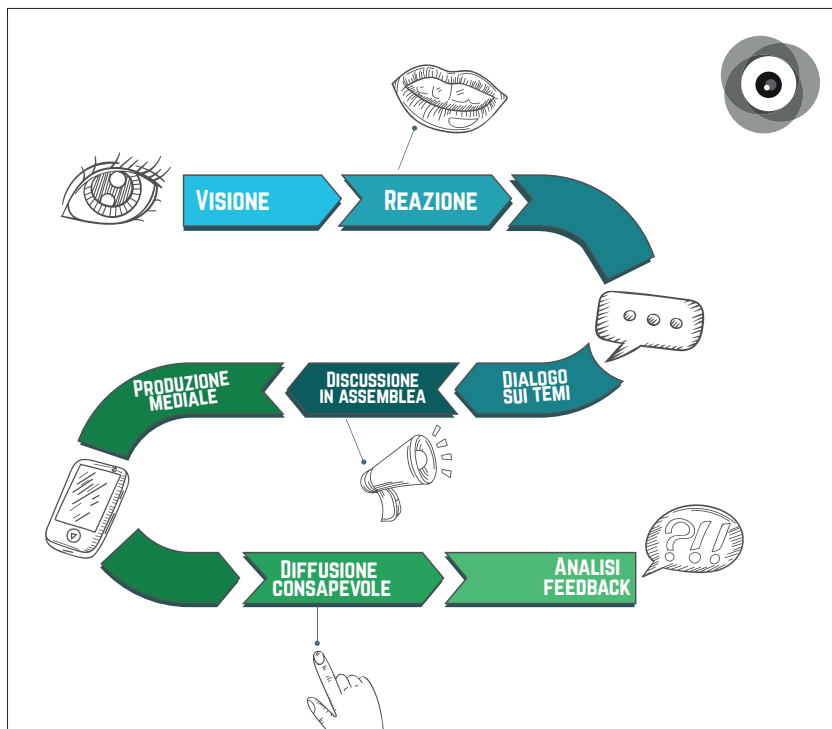 VISIONE
REAZIONE
DIALOGO
SUI TEMI
DISCUSSIONE
IN ASSEMBLEA
PRODUZIONE
MEDIALE
DIFFUSIONE
CONSAPEVOLE
ANALISI
FEEDBACK
?!!